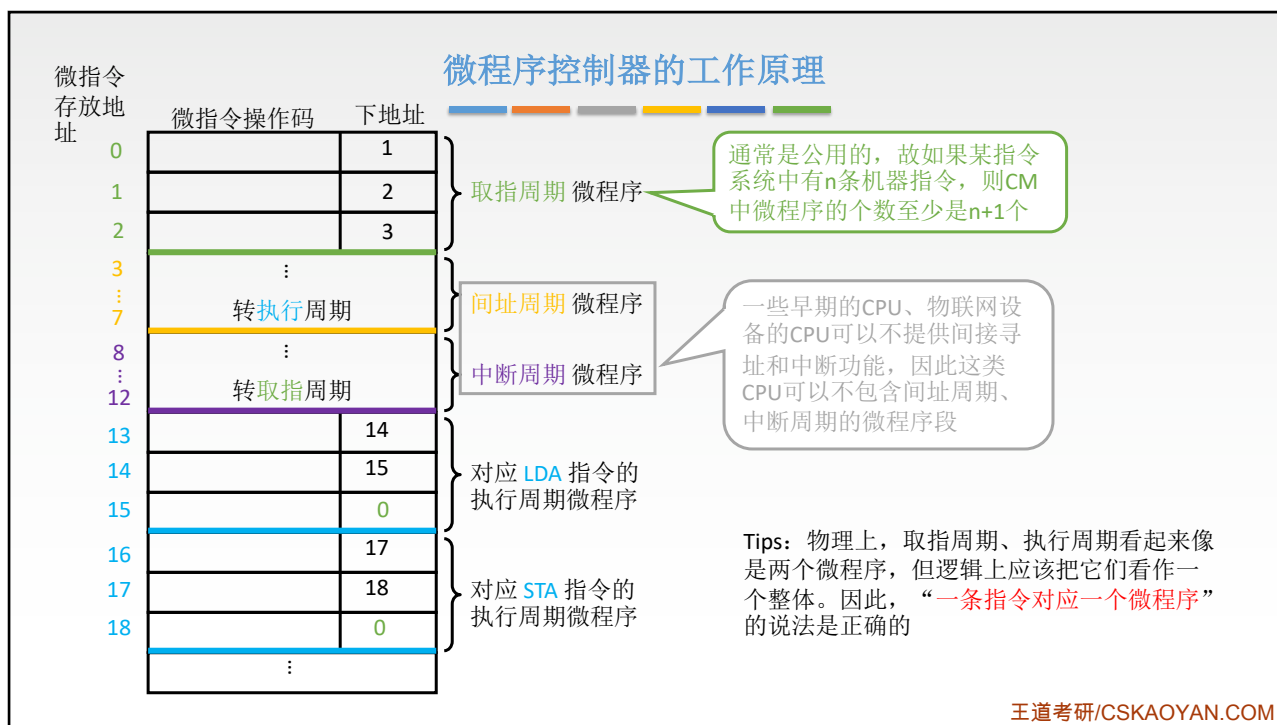 微程序控制器的工作原理
微指令
存放地
址
微指令操作码 下地址
0 1
1 2
2 3
取指周期 微程序
通常是公用的，故如果某指令
系统中有n条机器指令，则CM
中微程序的个数至少是n+1个
3 ⋮
⋮
7 转执行周期
间址周期 微程序
8 ⋮
⋮
12 转取指周期
中断周期 微程序
一些早期的CPU、物联网设
备的CPU可以不提供间接寻
址和中断功能，因此这类
CPU可以不包含间址周期、
中断周期的微程序段
13 14
14 15
15 0
对应 LDA 指令的
执行周期微程序
16 17
17 18
18 0
对应 STA 指令的
执行周期微程序
⋮
Tips：物理上，取指周期、执行周期看起来像
是两个微程序，但逻辑上应该把它们看作一
个整体。因此，“一条指令对应一个微程序”
的说法是正确的
王道考研/CSKAOYAN.COM